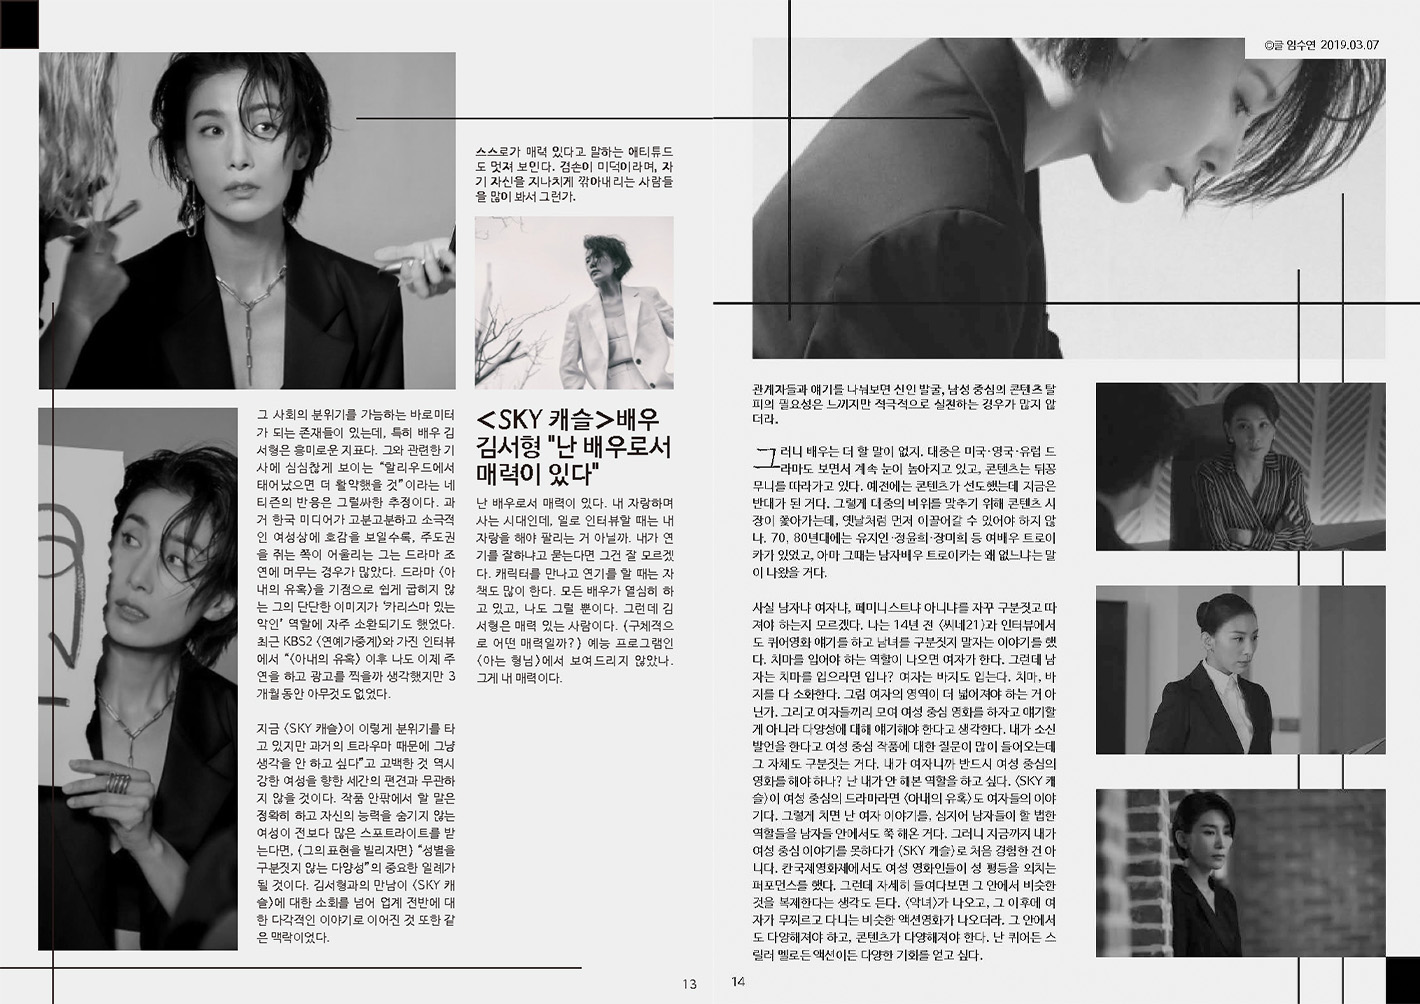 그 사회의 분위기를 가늠하는 바로미터
가 되는 존재들이 있는데, 특히 배우 김
서형은 흥미로운 지표다. 그와 관련한 기
사에 심심찮게 보이는 “할리우드에서
태어났으면 더 활약했을 것”이라는 네
티즌의 반응은 그럴싸한 추정이다. 과
거 한국 미디어가 고분고분하고 소극적
인 여성상에 호감을 보일수록, 주도권
을 쥐는 쪽이 어울리는 그는 드라마 조
연에 머무는 경우가 많았다. 드라마 〈아
내의 유혹〉을 기점으로 쉽게 굽히지 않
는 그의 단단한 이미지가 ‘카리스마 있는
악인’ 역할에 자주 소환되기도 했었다.
최근 KBS2 〈연예가중계〉와 가진 인터뷰
에서 “〈아내의 유혹〉 이후 나도 이제 주
연을 하고 광고를 찍을까 생각했지만 3
개월 동안 아무것도 없었다.
지금 〈SKY 캐슬〉이 이렇게 분위기를 타
고 있지만 과거의 트라우마 때문에 그냥
생각을 안 하고 싶다”고 고백한 것 역시
강한 여성을 향한 세간의 편견과 무관하
지 않을 것이다. 작품 안팎에서 할 말은
정확히 하고 자신의 능력을 숨기지 않는
여성이 전보다 많은 스포트라이트를 받
는다면, (그의 표현을 빌리자면) “성별을
구분짓지 않는 다양성”의 중요한 일례가
될 것이다. 김서형과의 만남이 〈SKY 캐
슬〉에 대한 소회를 넘어 업계 전반에 대
한 다각적인 이야기로 이어진 것 또한 같
은 맥락이었다.
스스로가 매력 있다고 말하는 애티튜드
도 멋져 보인다. 겸손이 미덕이라며, 자
기 자신을 지나치게 깎아내리는 사람들
을 많이 봐서 그런가.
<SKY 캐슬>배우
김서형 "난 배우로서
매력이 있다"
난 배우로서 매력이 있다. 내 자랑하며
사는 시대인데, 일로 인터뷰할 때는 내
자랑을 해야 팔리는 거 아닐까. 내가 연
기를 잘하냐고 묻는다면 그건 잘 모르겠
다. 캐릭터를 만나고 연기를 할 때는 자
책도 많이 한다. 모든 배우가 열심히 하
고 있고, 나도 그럴 뿐이다. 그런데 김
서형은 매력 있는 사람이다. (구체적으
로 어떤 매력일까?) 예능 프로그램인
〈아는 형님〉에서 보여드리지 않았나.
그게 내 매력이다.
13
©글 임수연 2019.03.07
관계자들과 얘기를 나눠보면 신인 발굴, 남성 중심의 콘텐츠 탈
피의 필요성은 느끼지만 적극적으로 실천하는 경우가 많지 않
더라.
그러니 배우는 더 할 말이 없지. 대중은 미국·영국·유럽 드
라마도 보면서 계속 눈이 높아지고 있고, 콘텐츠는 뒤꽁
무니를 따라가고 있다. 예전에는 콘텐츠가 선도했는데 지금은
반대가 된 거다. 그렇게 대중의 비위를 맞추기 위해 콘텐츠 시
장이 쫓아가는데, 옛날처럼 먼저 이끌어갈 수 있어야 하지 않
나. 70, 80년대에는 유지인·정윤희·장미희 등 여배우 트로이
카가 있었고, 아마 그때는 남자배우 트로이카는 왜 없느냐는 말
이 나왔을 거다.
사실 남자냐 여자냐, 페미니스트냐 아니냐를 자꾸 구분짓고 따
져야 하는지 모르겠다. 나는 14년 전 〈씨네21〉과 인터뷰에서
도 퀴어영화 얘기를 하고 남녀를 구분짓지 말자는 이야기를 했
다. 치마를 입어야 하는 역할이 나오면 여자가 한다. 그런데 남
자는 치마를 입으라면 입나? 여자는 바지도 입는다. 치마, 바
지를 다 소화한다. 그럼 여자의 영역이 더 넓어져야 하는 거 아
닌가. 그리고 여자들끼리 모여 여성 중심 영화를 하자고 얘기할
게 아니라 다양성에 대해 얘기해야 한다고 생각한다. 내가 소신
발언을 한다고 여성 중심 작품에 대한 질문이 많이 들어오는데
그 자체도 구분짓는 거다. 내가 여자니까 반드시 여성 중심의
영화를 해야 하나? 난 내가 안 해본 역할을 하고 싶다. 〈SKY 캐
슬〉이 여성 중심의 드라마라면 〈아내의 유혹〉도 여자들의 이야
기다. 그렇게 치면 난 여자 이야기를, 심지어 남자들이 할 법한
역할들을 남자들 안에서도 쭉 해온 거다. 그러니 지금까지 내가
여성 중심 이야기를 못하다가 〈SKY 캐슬〉로 처음 경험한 건 아
니다. 칸국제영화제에서도 여성 영화인들이 성 평등을 외치는
퍼포먼스를 했다. 그런데 자세히 들여다보면 그 안에서 비슷한
것을 복제한다는 생각도 든다. 〈악녀〉가 나오고, 그 이후에 여
자가 무찌르고 다니는 비슷한 액션영화가 나오더라. 그 안에서
도 다양해져야 하고, 콘텐츠가 다양해져야 한다. 난 퀴어든 스
릴러 멜로든 액션이든 다양한 기회를 얻고 싶다.
14